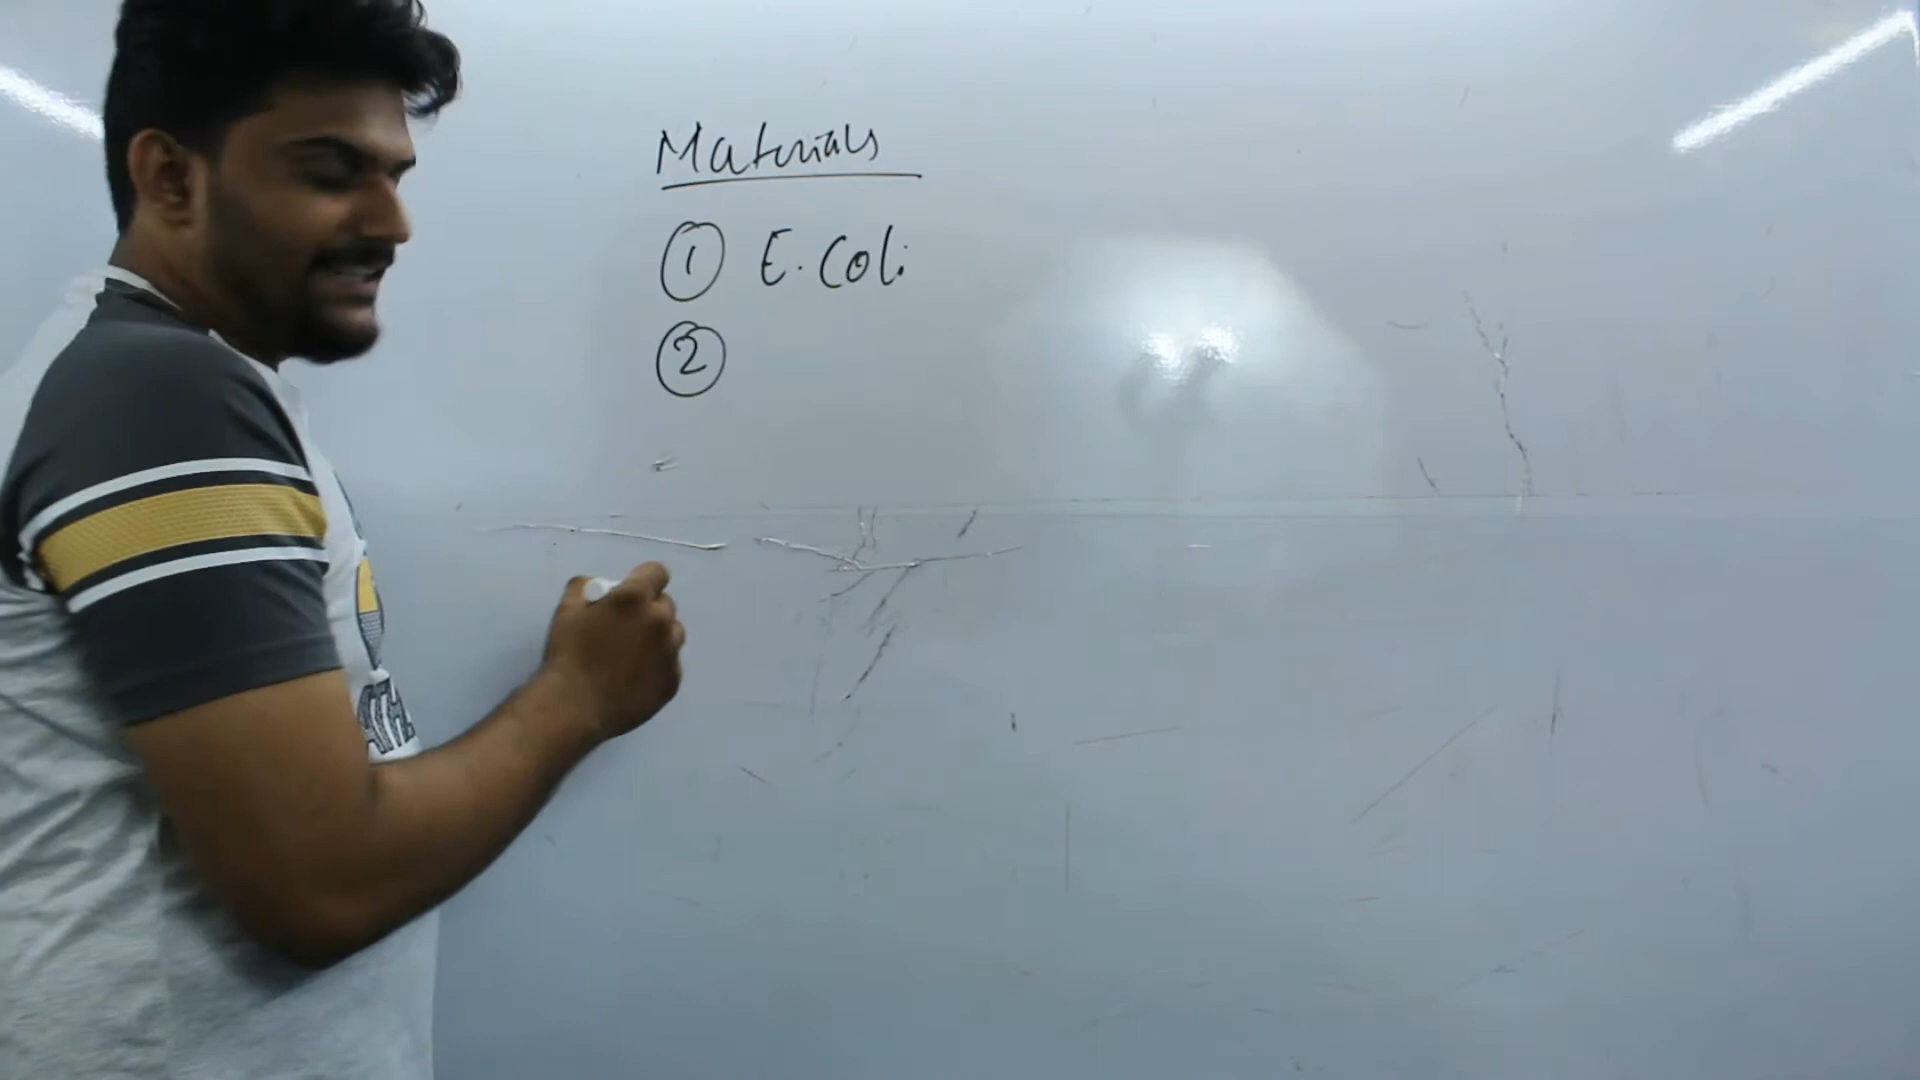 Materials
① E. Coli
②